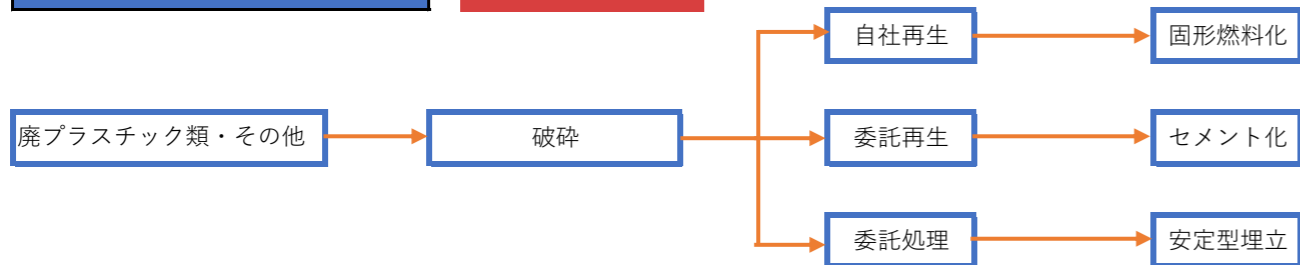 自社再生
固形燃料化
廃プラスチック類・その他
破砕
委託再生
セメント化
委託処理
安定型埋立